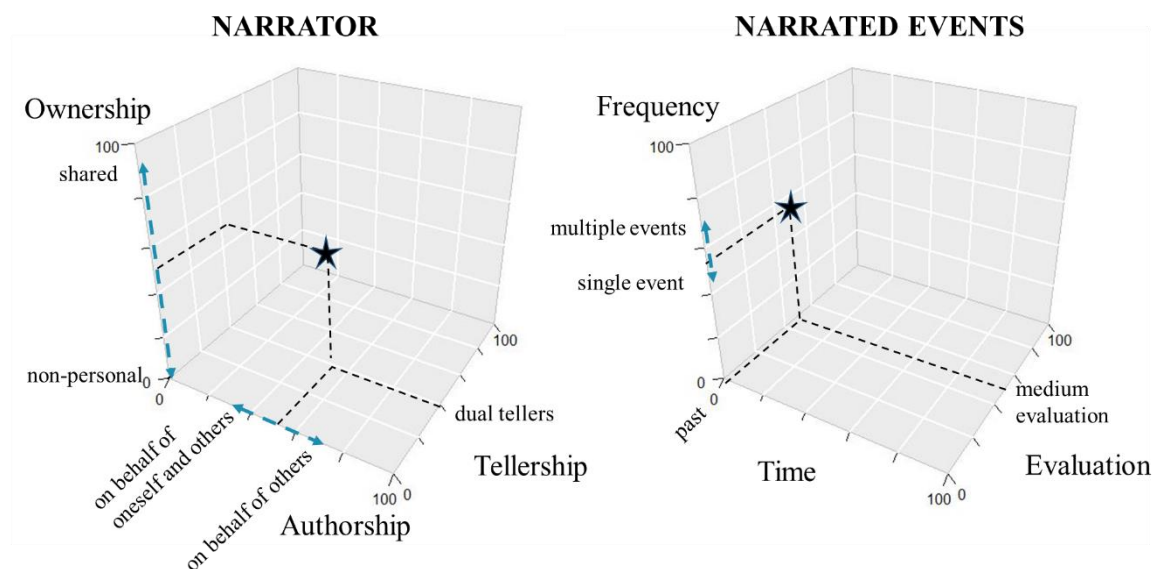 NARRATOR
Ownership
100
shared
non-personal
0
0
on behalf of
oneself and others
on behalf of others
Authorship
100
0
Tellership
dual tellers
100
NARRATED EVENTS
Frequency
100
multiple events
single event
0
0
past
Time
100
0
Evaluation
medium
evaluation
100